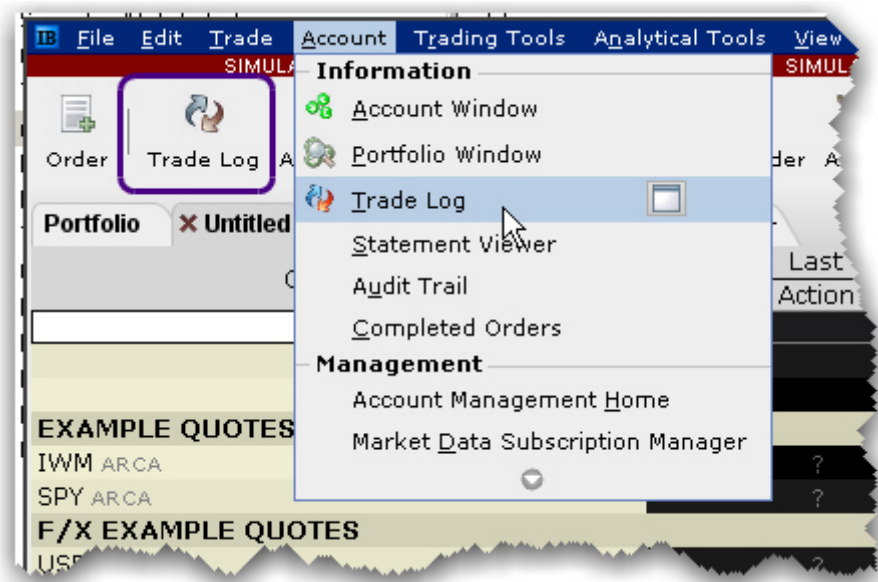 IB File Edit Trade Account Trading Tools Analytical Tools View
Information
Account Window
Order Trade Log
Portfolio Window
Trade Log
Portfolio Untitled
Statement Viewer
Last
Audit Trail
Action
Completed Orders
Management
Account Management Home
EXAMPLE QUOTES
Market Data Subscription Manager
IWM ARCA ?
SPY ARCA ?
F/X EXAMPLE QUOTES
?